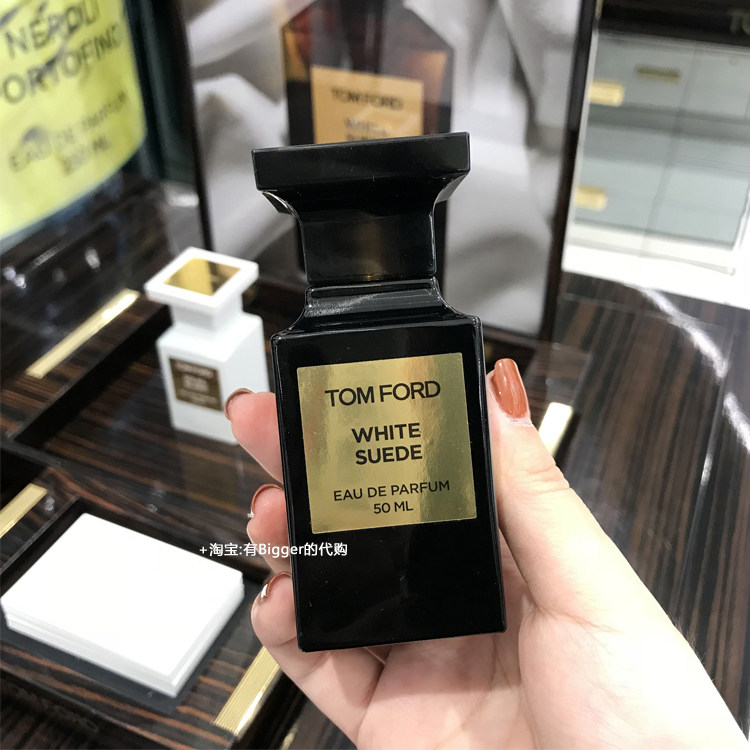 NEROLI
PORTOFINO
EAU DE PARFUM
TOM FORD
TOM FORD
WHITE
SUEDE
EAU DE PARFUM
50 ML
+淘宝:有Bigger的代购